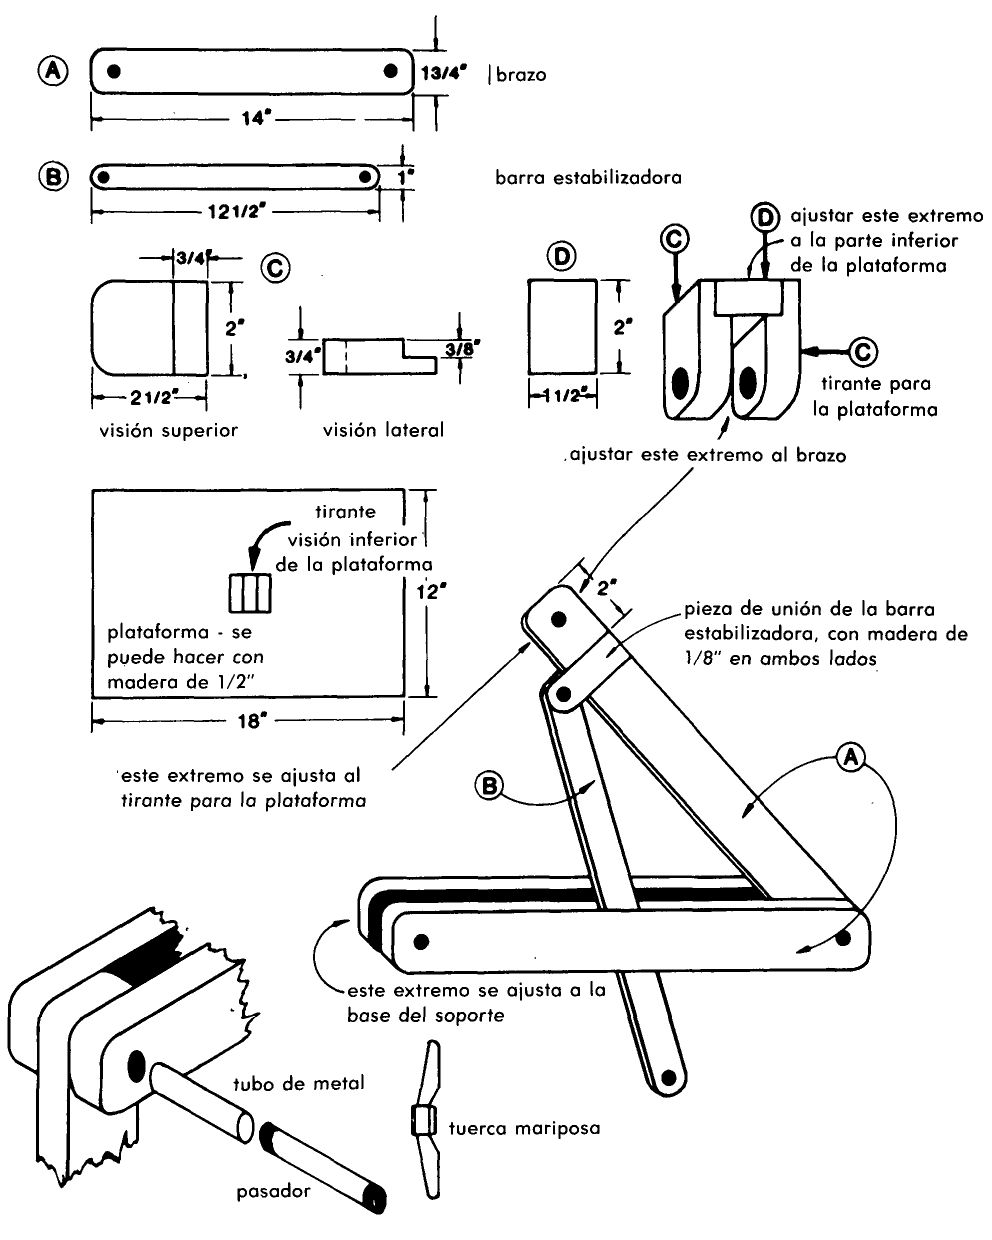 A
13/4"
brazo
14"
B
1"
barra estabilizadora
12 1/2"
D
ajustar este extremo
a la parte inferior
de la plataforma
C
3/4"
C
D
2"
3/4"
3/8"
2"
C
2 1/2"
1 1/2"
tirante para
la plataforma
visión superior
visión lateral
ajustar este extremo al brazo
tirante
visión inferior
de la plataforma
12"
2"
plataforma - se
puede hacer con
madera de 1/2"
pieza de unión de la barra
estabilizadora, con madera de
1/8" en ambos lados
18"
este extremo se ajusta al
tirante para la plataforma
B
A
este extremo se ajusta a la
base del soporte
tubo de metal
tuerca mariposa
pasador